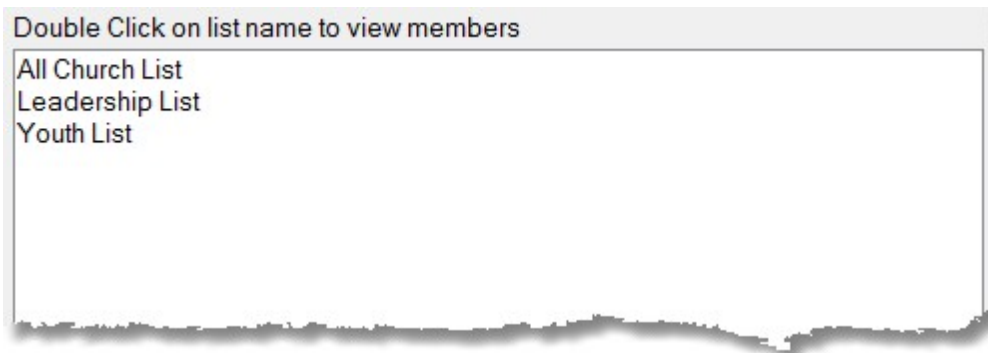 Double Click on list name to view members
All Church List
Leadership List
Youth List